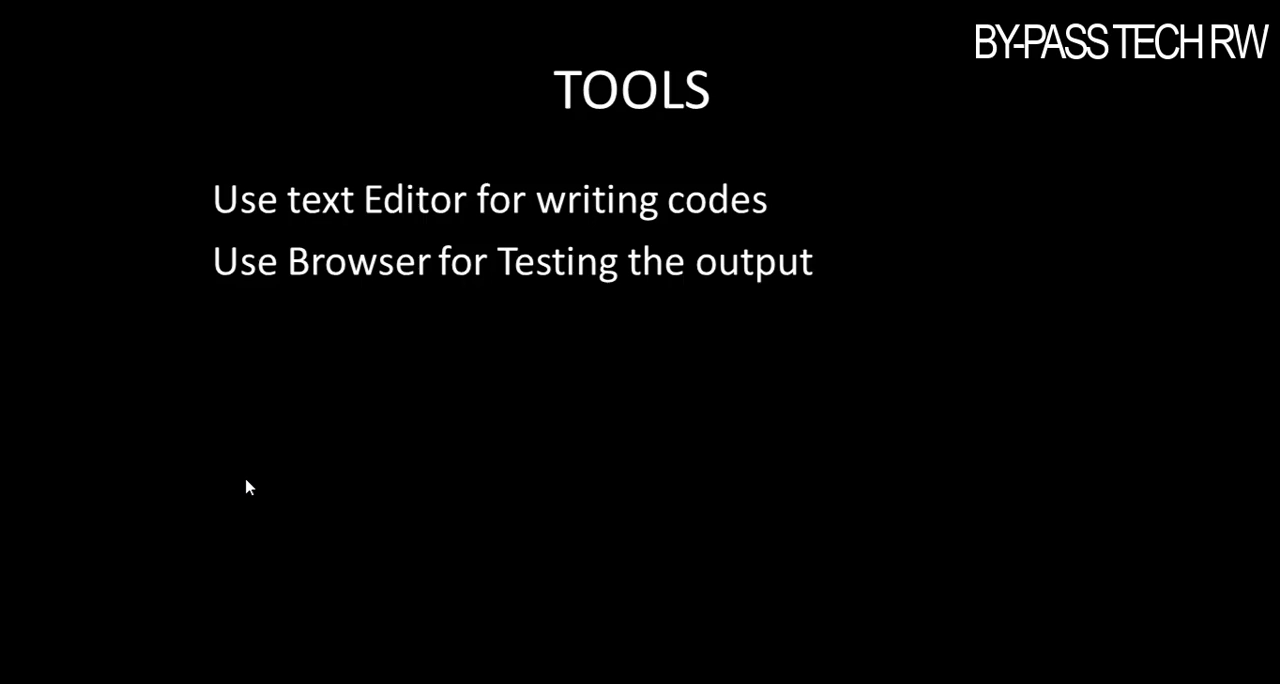 BY-PASS TECH RW
TOOLS
Use text Editor for writing codes
Use Browser for Testing the output